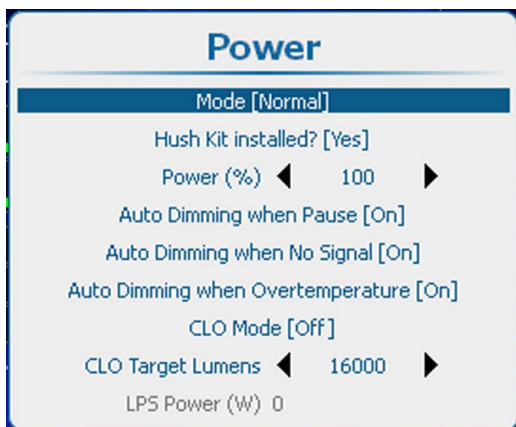 Power
Mode [Normal]
Hush Kit installed? [Yes]
Power (%) 100
Auto Dimming when Pause [On]
Auto Dimming when No Signal [On]
Auto Dimming when Overtemperature [On]
CLO Mode [Off]
CLO Target Lumens 16000
LPS Power (W) 0